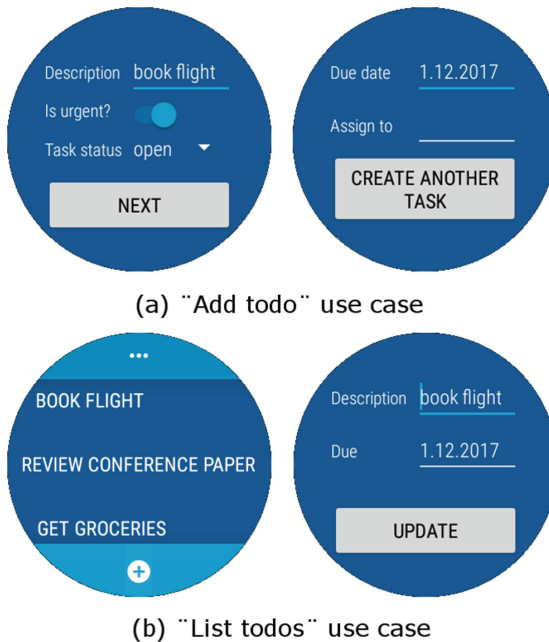 Description book flight
Is urgent?
Task status open
NEXT
Due date 1.12.2017
Assign to
CREATE ANOTHER
TASK
(a) ¨Add todo¨ use case
...
BOOK FLIGHT
REVIEW CONFERENCE PAPER
GET GROCERIES
Description book flight
Due 1.12.2017
UPDATE
(b) ¨List todos¨ use case